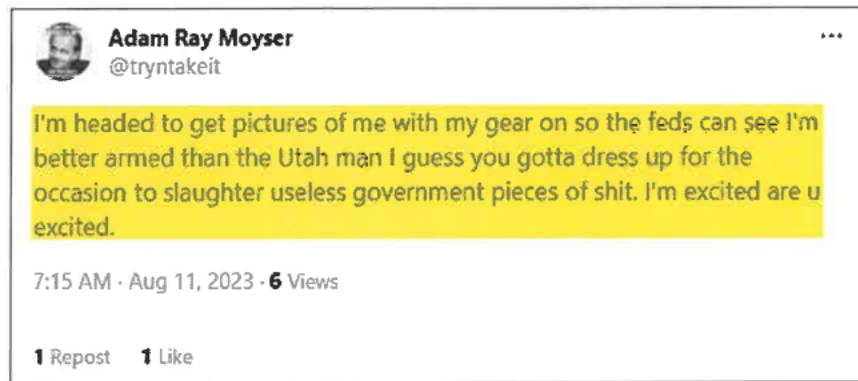 Adam Ray Moyser
@tryntakeit
I'm headed to get pictures of me with my gear on so the feds can see I'm
better armed than the Utah man I guess you gotta dress up for the
occasion to slaughter useless government pieces of shit. I'm excited are u
excited.
7:15 AM · Aug 11, 2023 · 6 Views
1 Repost 1 Like